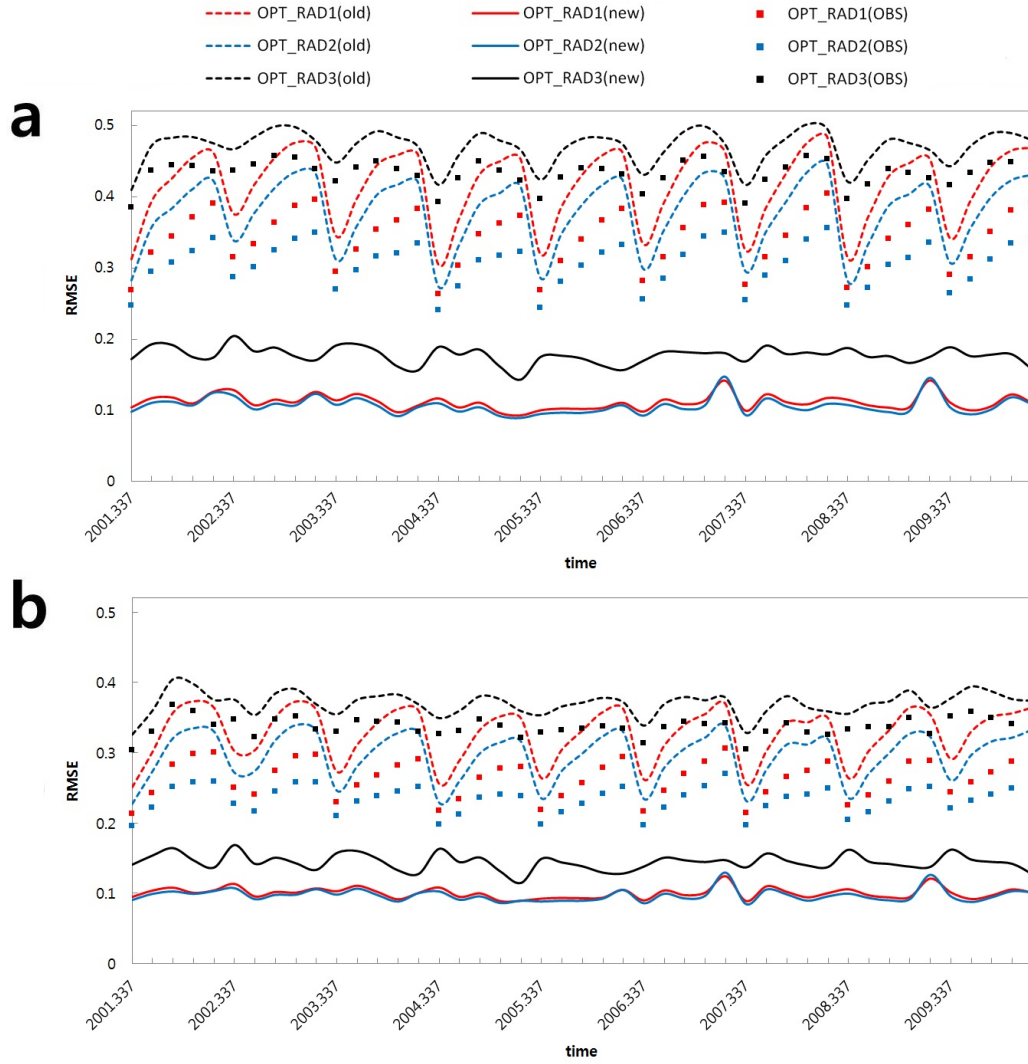 OPT_RAD1(old) OPT_RAD1(new) OPT_RAD1(OBS)
OPT_RAD2(old) OPT_RAD2(new) OPT_RAD2(OBS)
OPT_RAD3(old) OPT_RAD3(new) OPT_RAD3(OBS)
a
0.5
0.4
0.3
0.2
0.1
0
RMSE
2001.337 2002.337 2003.337 2004.337 2005.337 2006.337 2007.337 2008.337 2009.337
time
b
0.5
0.4
0.3
0.2
0.1
0
RMSE
2001.337 2002.337 2003.337 2004.337 2005.337 2006.337 2007.337 2008.337 2009.337
time